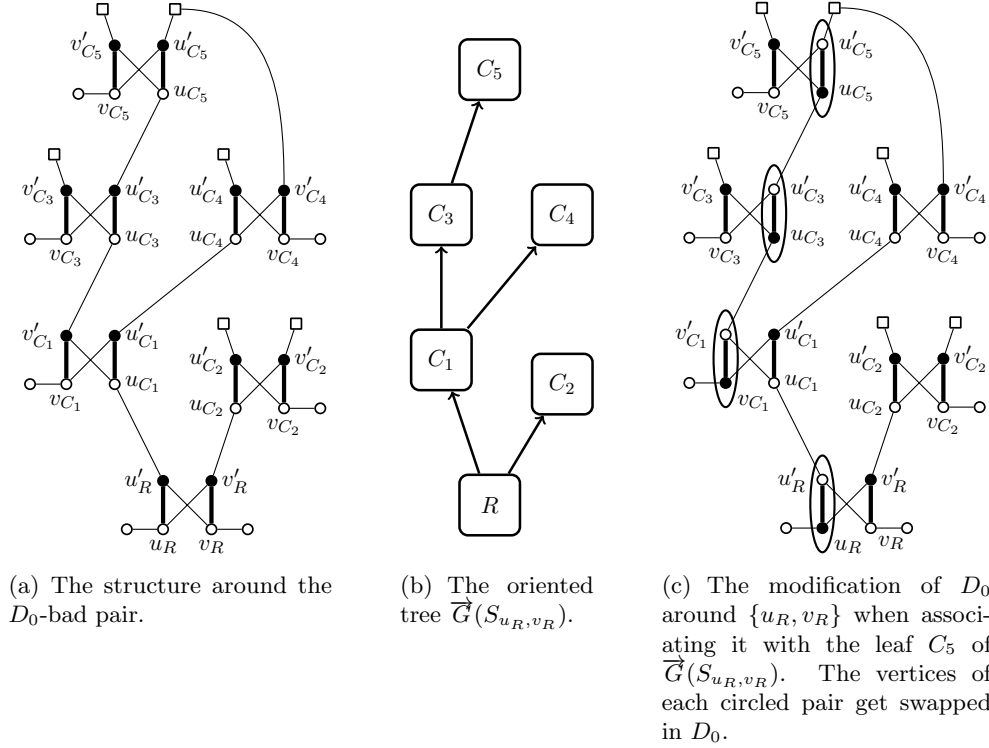 v′_{C_5} u′_{C_5} C_5 v′_{C_5} u′_{C_5}
v_{C_5} u_{C_5} v_{C_5} u_{C_5}
v′_{C_3} u′_{C_3} u′_{C_4} v′_{C_4} C_3 C_4 v′_{C_3} u′_{C_3} u′_{C_4} v′_{C_4}
v_{C_3} u_{C_3} u_{C_4} v_{C_4} v_{C_3} u_{C_3} u_{C_4} v_{C_4}
v′_{C_1} u′_{C_1} u′_{C_2} v′_{C_2} C_1 C_2 v′_{C_1} u′_{C_1} u′_{C_2} v′_{C_2}
v_{C_1} u_{C_1} u_{C_2} v_{C_2} v_{C_1} u_{C_1} u_{C_2} v_{C_2}
u′_R v′_R R u′_R v′_R
u_R v_R u_R v_R
(a) The structure around the
D_0-bad pair.
(b) The oriented
tree \overrightarrow{G}(S_{u_R,v_R}).
(c) The modification of D_0
around {u_R, v_R} when associ-
ating it with the leaf C_5 of
\overrightarrow{G}(S_{u_R,v_R}). The vertices of
each circled pair get swapped
in D_0.